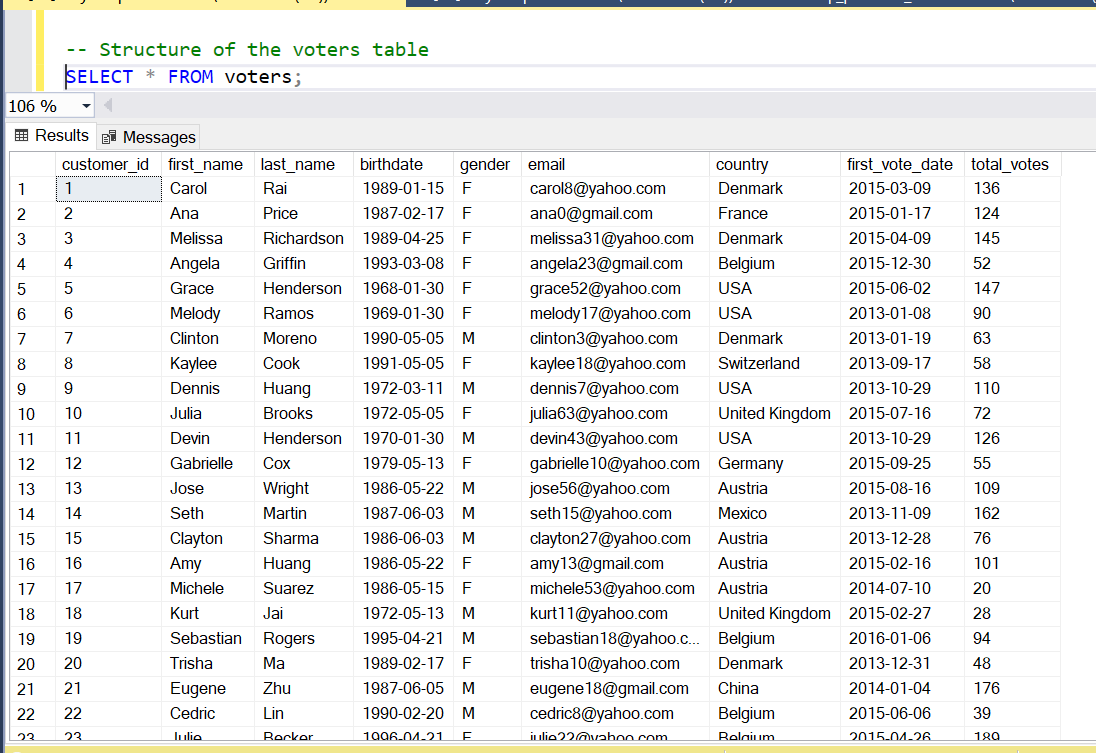 -- Structure of the voters table
SELECT * FROM voters;
106 %
Results Messages
customer_id first_name last_name birthdate gender email country first_vote_date total_votes
1 1 Carol Rai 1989-01-15 F carol8@yahoo.com Denmark 2015-03-09 136
2 2 Ana Price 1987-02-17 F ana0@gmail.com France 2015-01-17 124
3 3 Melissa Richardson 1989-04-25 F melissa31@yahoo.com Denmark 2015-04-09 145
4 4 Angela Griffin 1993-03-08 F angela23@gmail.com Belgium 2015-12-30 52
5 5 Grace Henderson 1968-01-30 F grace52@yahoo.com USA 2015-06-02 147
6 6 Melody Ramos 1969-01-30 F melody17@yahoo.com USA 2013-01-08 90
7 7 Clinton Moreno 1990-05-05 M clinton3@yahoo.com Denmark 2013-01-19 63
8 8 Kaylee Cook 1991-05-05 F kaylee18@yahoo.com Switzerland 2013-09-17 58
9 9 Dennis Huang 1972-03-11 M dennis7@yahoo.com USA 2013-10-29 110
10 10 Julia Brooks 1972-05-05 F julia63@yahoo.com United Kingdom 2015-07-16 72
11 11 Devin Henderson 1970-01-30 M devin43@yahoo.com USA 2013-10-29 126
12 12 Gabrielle Cox 1979-05-13 F gabrielle10@yahoo.com Germany 2015-09-25 55
13 13 Jose Wright 1986-05-22 M jose56@yahoo.com Austria 2015-08-16 109
14 14 Seth Martin 1987-06-03 M seth15@yahoo.com Mexico 2013-11-09 162
15 15 Clayton Sharma 1986-06-03 M clayton27@yahoo.com Austria 2013-12-28 76
16 16 Amy Huang 1986-05-22 F amy13@gmail.com Austria 2015-02-16 101
17 17 Michele Suarez 1986-05-15 F michele53@yahoo.com Austria 2014-07-10 20
18 18 Kurt Jai 1972-05-13 M kurt11@yahoo.com United Kingdom 2015-02-27 28
19 19 Sebastian Rogers 1995-04-21 M sebastian18@yahoo.c... Belgium 2016-01-06 94
20 20 Trisha Ma 1989-02-17 F trisha10@yahoo.com Denmark 2013-12-31 48
21 21 Eugene Zhu 1987-06-05 M eugene18@gmail.com China 2014-01-04 176
22 22 Cedric Lin 1990-02-20 M cedric8@yahoo.com Belgium 2015-06-06 39
23 23 Julie Becker 1996-04-21 F julie22@yahoo.com Belgium 2015-04-26 189